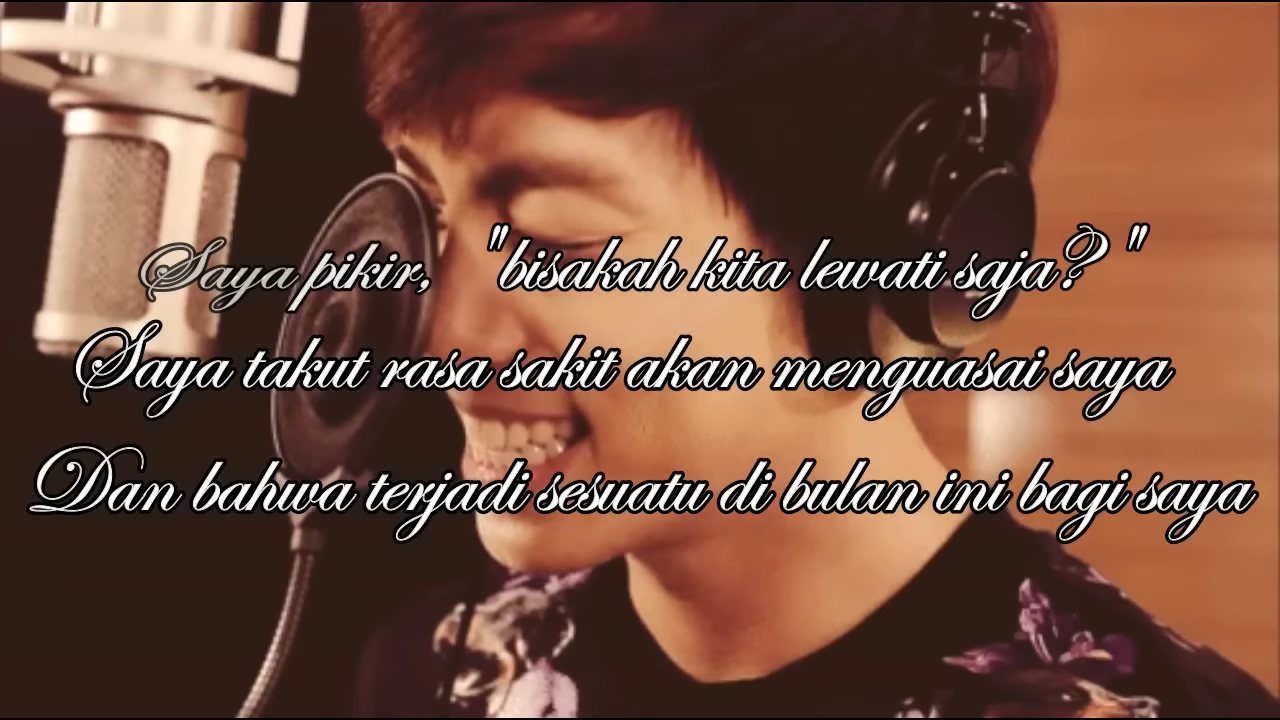 Saya pikir, "bisakah kita lewati saja? "
Saya takut rasa sakit akan menguasai saya
Dan bahwa terjadi sesuatu di bulan ini bagi saya